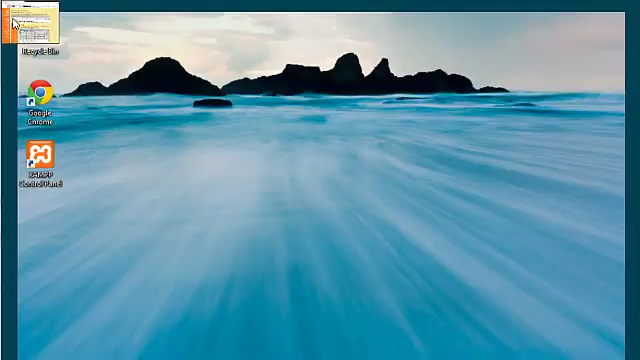 Recycle Bin
Google
Chrome
XAMPP
Control Panel